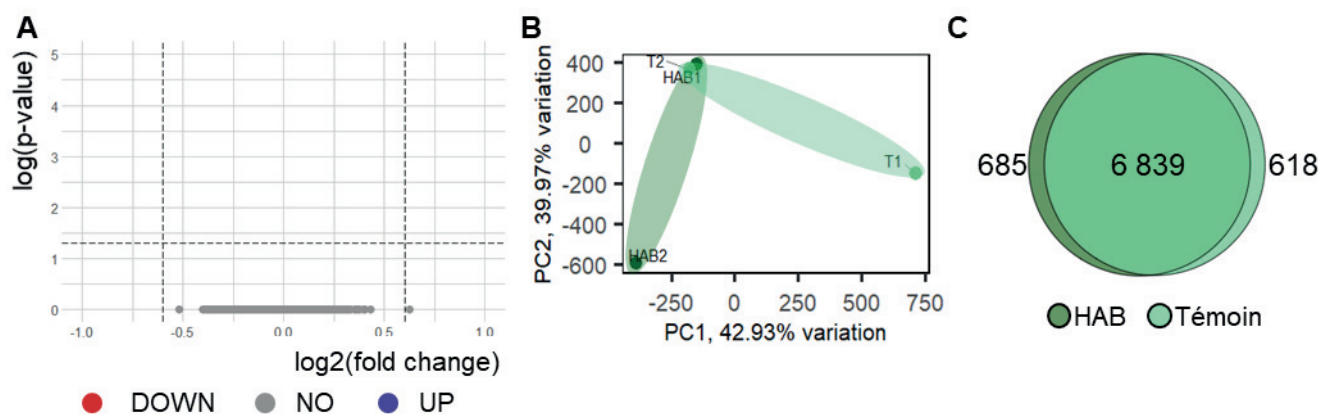 A
log(p-value)
5
4
3
2
1
0
-1.0
-0.5
0.0
0.5
1.0
log2(fold change)
DOWN
NO
UP
B
PC2, 39.97% variation
400
200
0
-200
-400
-600
T2
HAB1
T1
HAB2
-250
0
250
500
750
PC1, 42.93% variation
C
685
6 839
618
HAB
Témoin